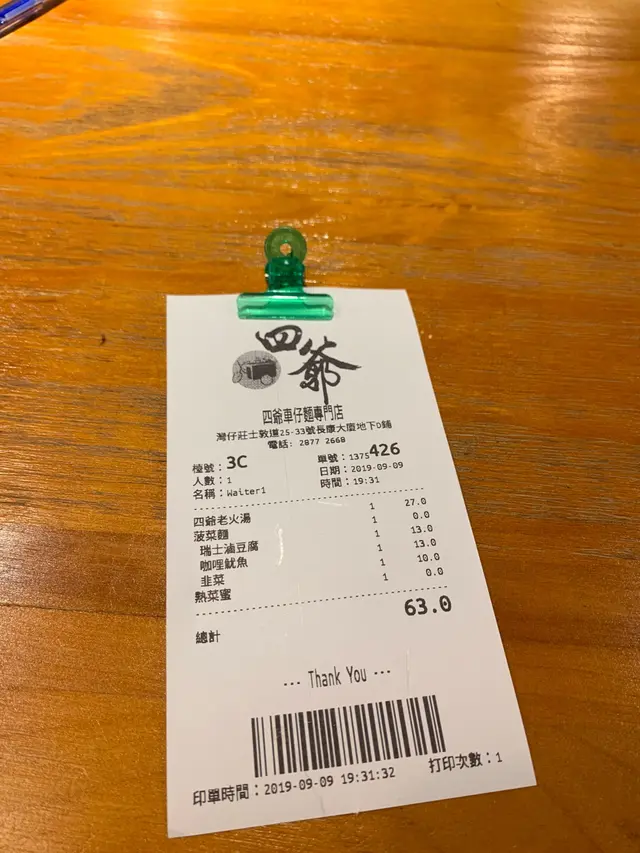 四爺
四爺車仔麵專門店
灣仔莊士敦道25-33號長康大廈地下D鋪
電話: 2877 2668
檯號：3C 單號：1375426
人數：1 日期：2019-09-09
名稱：Waiter1 時間：19:31
四爺老火湯 1 27.0
菠菜麵 1 0.0
瑞士滷豆腐 1 13.0
咖哩魷魚 1 13.0
韭菜 1 10.0
熱菜蜜 1 0.0
總計 63.0
--- Thank You ---
印單時間：2019-09-09 19:31:32 打印次數：1